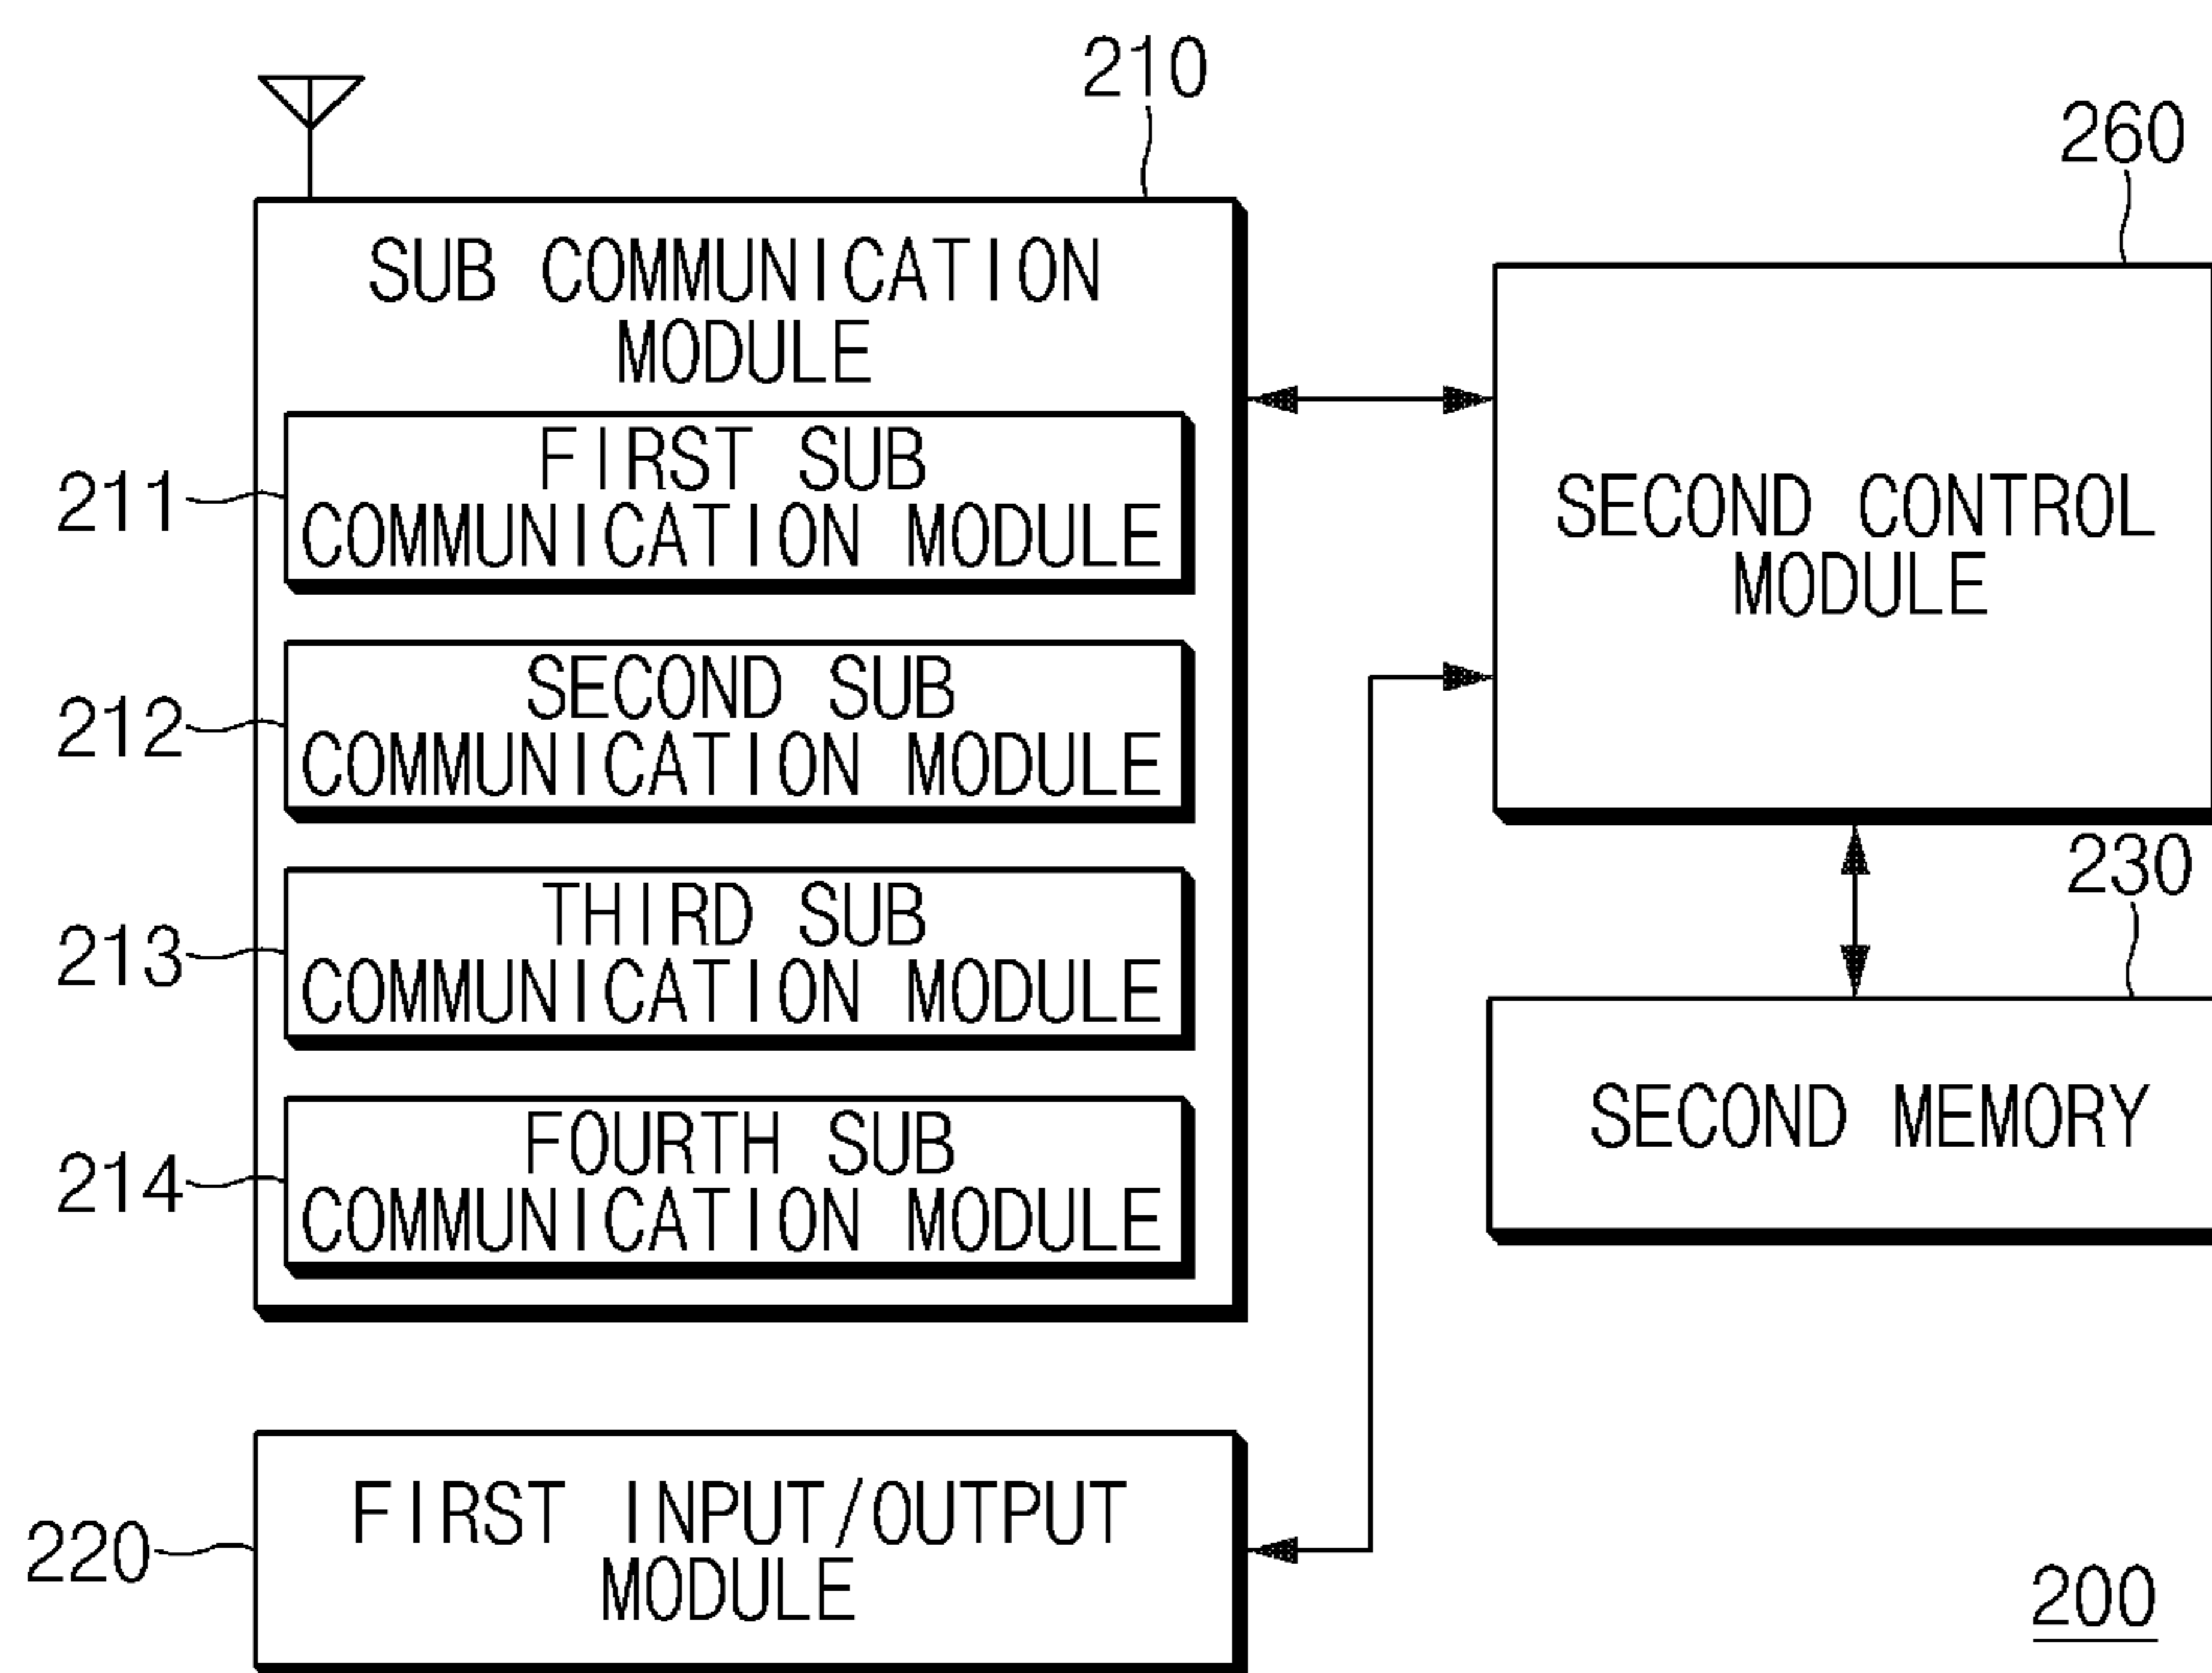 210
260
SUB COMMUNICATION
MODULE
211
FIRST SUB
COMMUNICATION MODULE
212
SECOND SUB
COMMUNICATION MODULE
213
THIRD SUB
COMMUNICATION MODULE
214
FOURTH SUB
COMMUNICATION MODULE
SECOND CONTROL
MODULE
230
SECOND MEMORY
220
FIRST INPUT/OUTPUT
MODULE
200